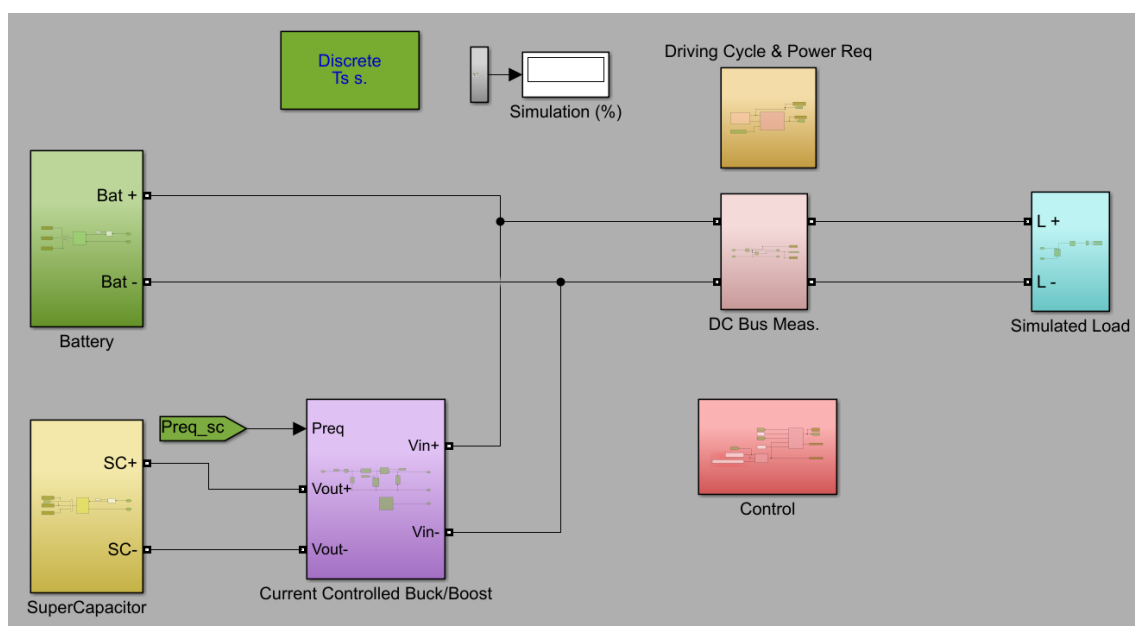 Discrete
Ts s.
Simulation (%)
Driving Cycle & Power Req
Bat +
Bat -
Battery
DC Bus Meas.
L +
L -
Simulated Load
Preq_sc
SC+
SC-
SuperCapacitor
Preq
Vout+
Vout-
Vin+
Vin-
Current Controlled Buck/Boost
Control